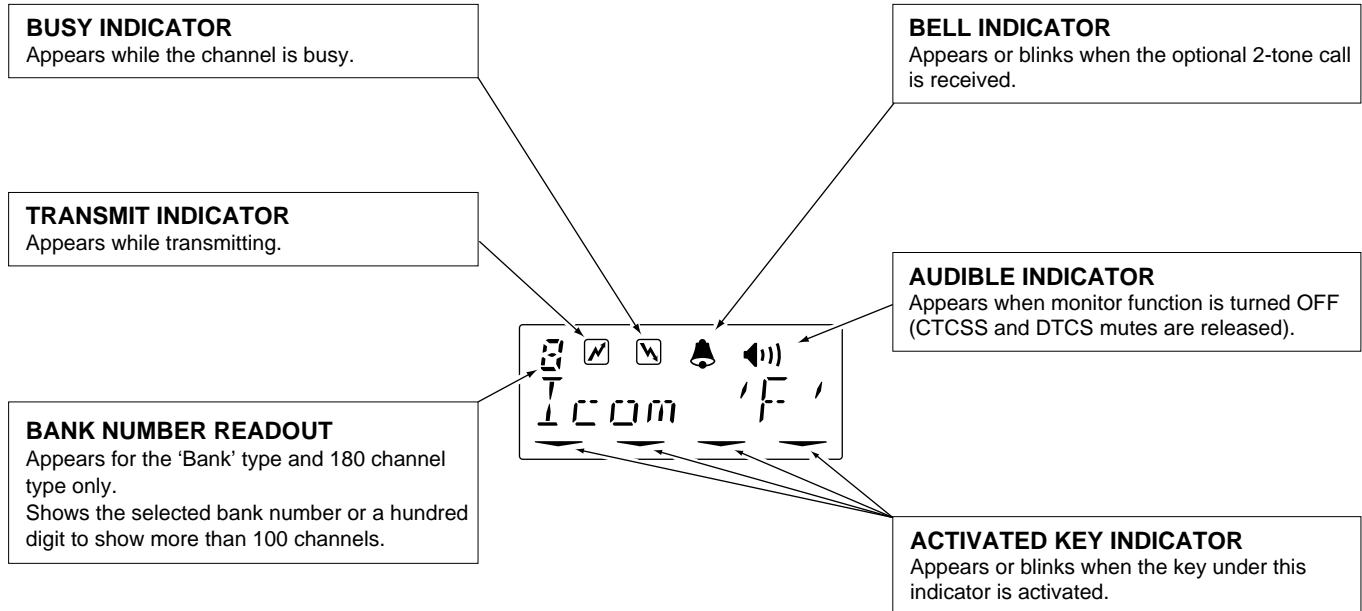 BUSY INDICATOR
Appears while the channel is busy.
BELL INDICATOR
Appears or blinks when the optional 2-tone call
is received.
TRANSMIT INDICATOR
Appears while transmitting.
AUDIBLE INDICATOR
Appears when monitor function is turned OFF
(CTCSS and DTCS mutes are released).
8
Icom 'F'
BANK NUMBER READOUT
Appears for the ‘Bank’ type and 180 channel
type only.
Shows the selected bank number or a hundred
digit to show more than 100 channels.
ACTIVATED KEY INDICATOR
Appears or blinks when the key under this
indicator is activated.